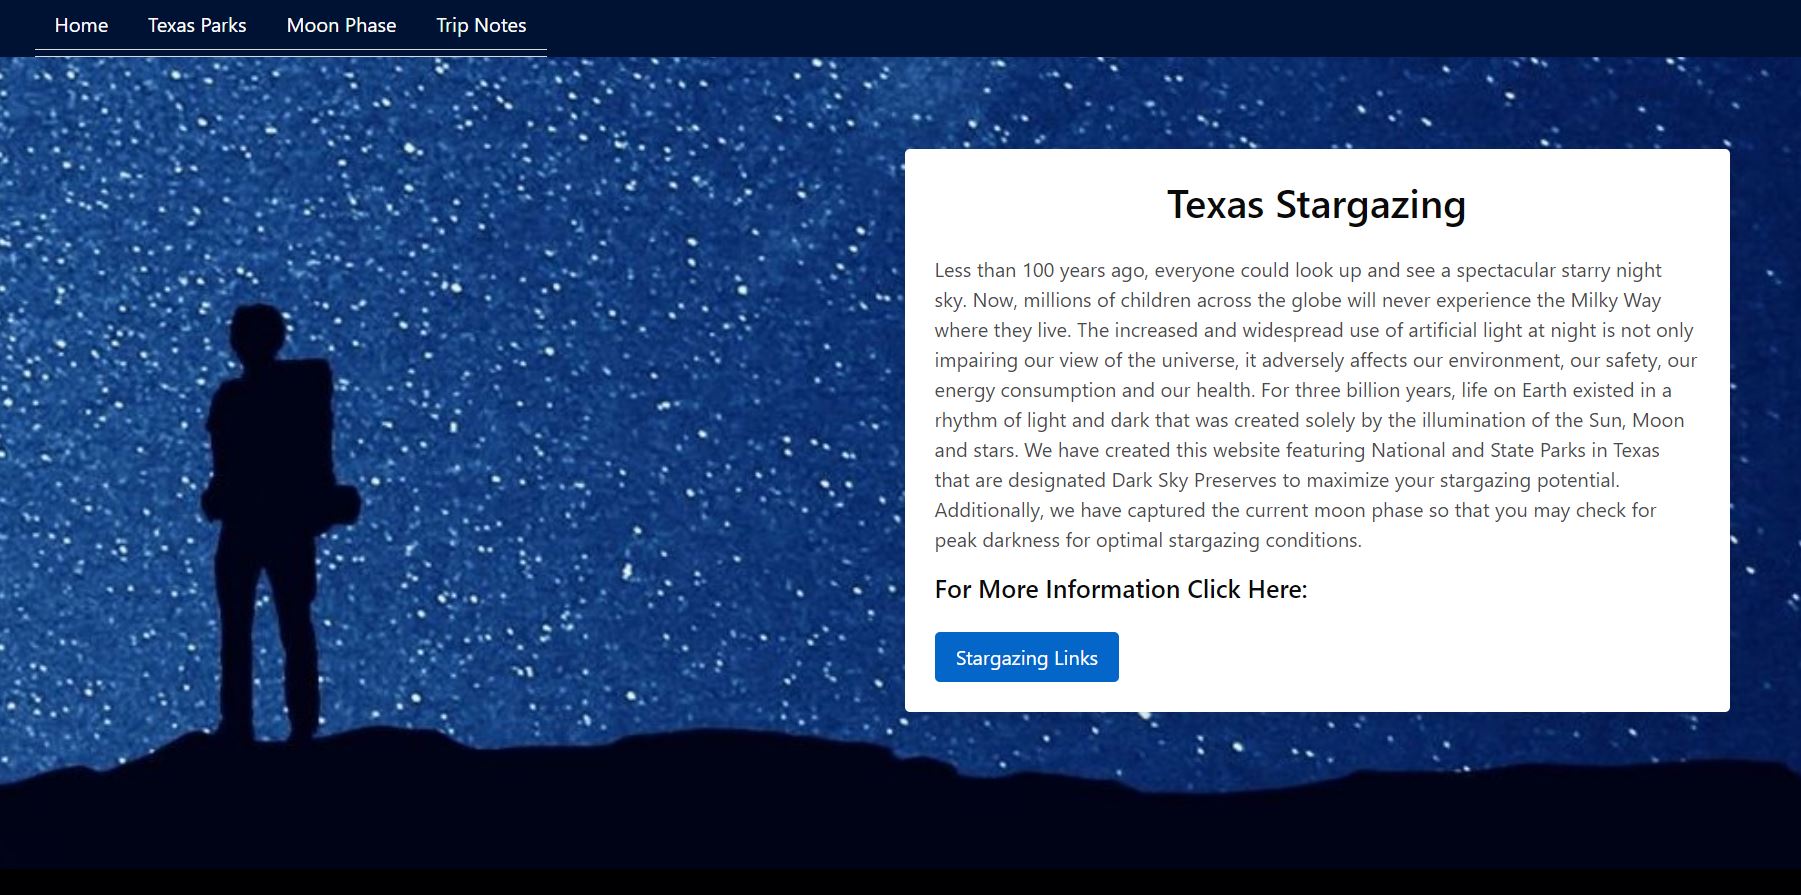 Home Texas Parks Moon Phase Trip Notes
Texas Stargazing
Less than 100 years ago, everyone could look up and see a spectacular starry night
sky. Now, millions of children across the globe will never experience the Milky Way
where they live. The increased and widespread use of artificial light at night is not only
impairing our view of the universe, it adversely affects our environment, our safety, our
energy consumption and our health. For three billion years, life on Earth existed in a
rhythm of light and dark that was created solely by the illumination of the Sun, Moon
and stars. We have created this website featuring National and State Parks in Texas
that are designated Dark Sky Preserves to maximize your stargazing potential.
Additionally, we have captured the current moon phase so that you may check for
peak darkness for optimal stargazing conditions.
For More Information Click Here:
Stargazing Links